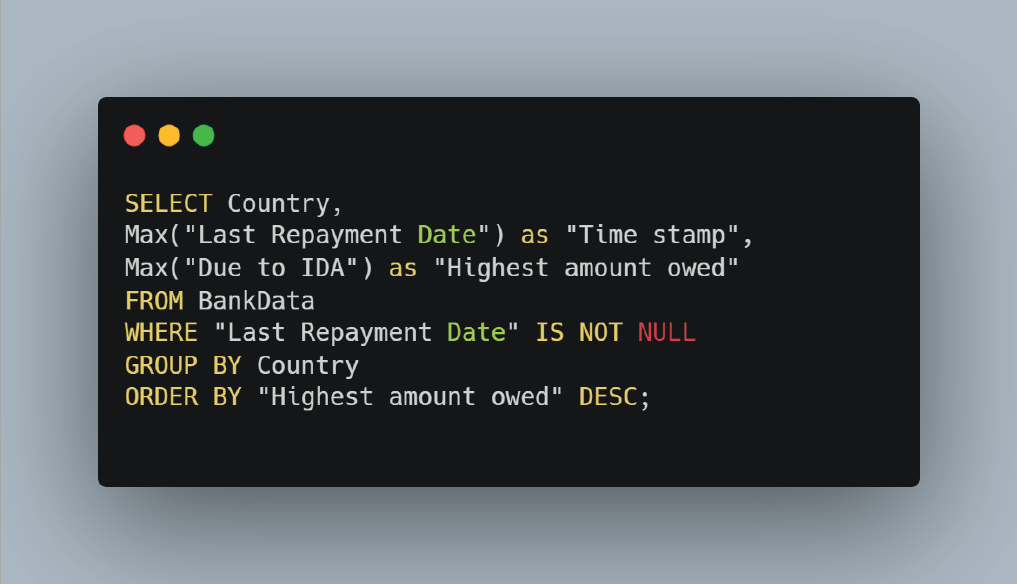 SELECT Country,
Max("Last Repayment Date") as "Time stamp",
Max("Due to IDA") as "Highest amount owed"
FROM BankData
WHERE "Last Repayment Date" IS NOT NULL
GROUP BY Country
ORDER BY "Highest amount owed" DESC;